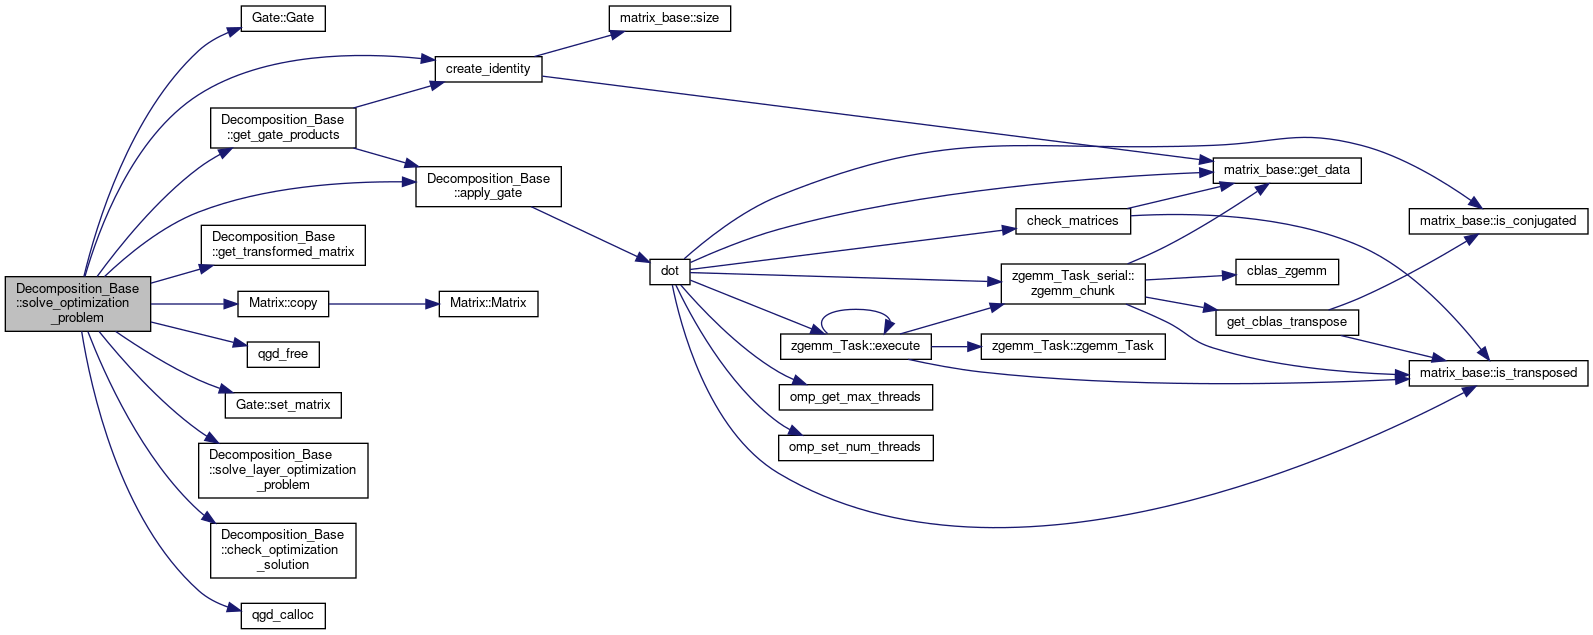 Gate::Gate
matrix_base::size
create_identity
Decomposition_Base
::get_gate_products
matrix_base::get_data
Decomposition_Base
::apply_gate
check_matrices
matrix_base::is_conjugated
Decomposition_Base
::get_transformed_matrix
dot
cblas_zgemm
zgemm_Task_serial::
zgemm_chunk
Decomposition_Base
::solve_optimization
_problem
Matrix::copy
Matrix::Matrix
get_cblas_transpose
qgd_free
zgemm_Task::execute
zgemm_Task::zgemm_Task
matrix_base::is_transposed
omp_get_max_threads
Gate::set_matrix
omp_set_num_threads
Decomposition_Base
::solve_layer_optimization
_problem
Decomposition_Base
::check_optimization
_solution
qgd_calloc